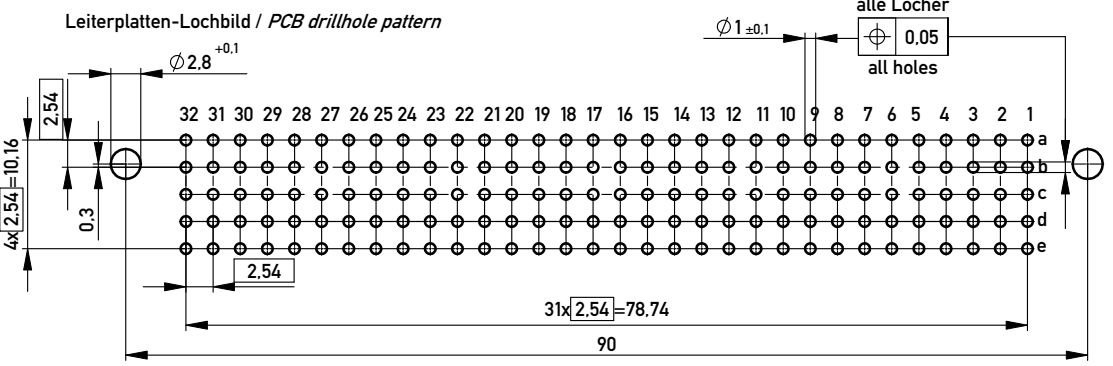 alle Löcher
Leiterplatten-Lochbild / PCB drillhole pattern
∅1 ±0,1
⌖ 0,05
all holes
∅2,8 +0,1
2,54
32 31 30 29 28 27 26 25 24 23 22 21 20 19 18 17 16 15 14 13 12 11 10 9 8 7 6 5 4 3 2 1
a
b
c
d
e
4x 2,54=10.16
0.3
2,54
31x 2,54=78,74
90